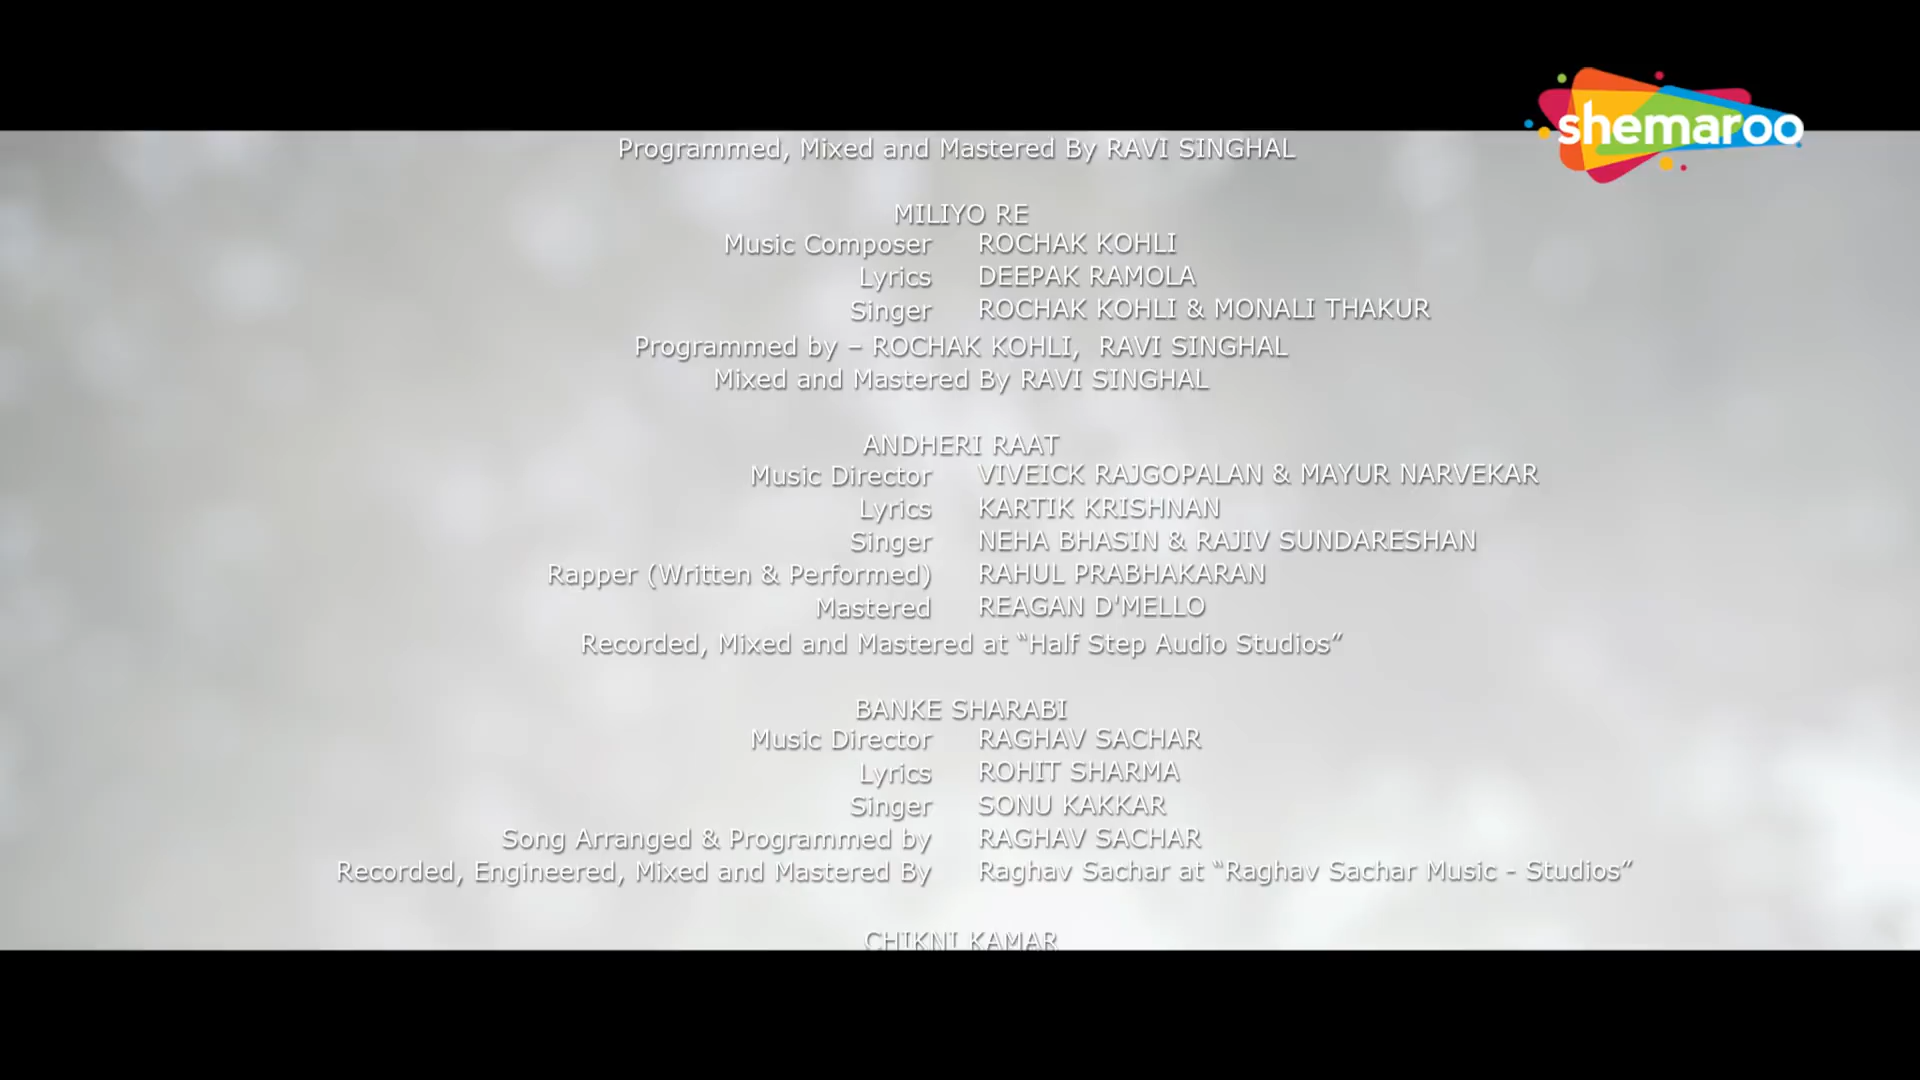 shemaroo
Programmed, Mixed and Mastered By RAVI SINGHAL
MILIYO RE
Music Composer ROCHAK KOHLI
Lyrics DEEPAK RAMOLA
Singer ROCHAK KOHLI & MONALI THAKUR
Programmed by – ROCHAK KOHLI, RAVI SINGHAL
Mixed and Mastered By RAVI SINGHAL
ANDHERI RAAT
Music Director VIVEICK RAJGOPALAN & MAYUR NARVEKAR
Lyrics KARTIK KRISHNAN
Singer NEHA BHASIN & RAJIV SUNDARESHAN
Rapper (Written & Performed) RAHUL PRABHAKARAN
Mastered REAGAN D'MELLO
Recorded, Mixed and Mastered at “Half Step Audio Studios”
BANKE SHARABI
Music Director RAGHAV SACHAR
Lyrics ROHIT SHARMA
Singer SONU KAKKAR
Song Arranged & Programmed by RAGHAV SACHAR
Recorded, Engineered, Mixed and Mastered By Raghav Sachar at “Raghav Sachar Music - Studios”
CHIKNI KAMAR